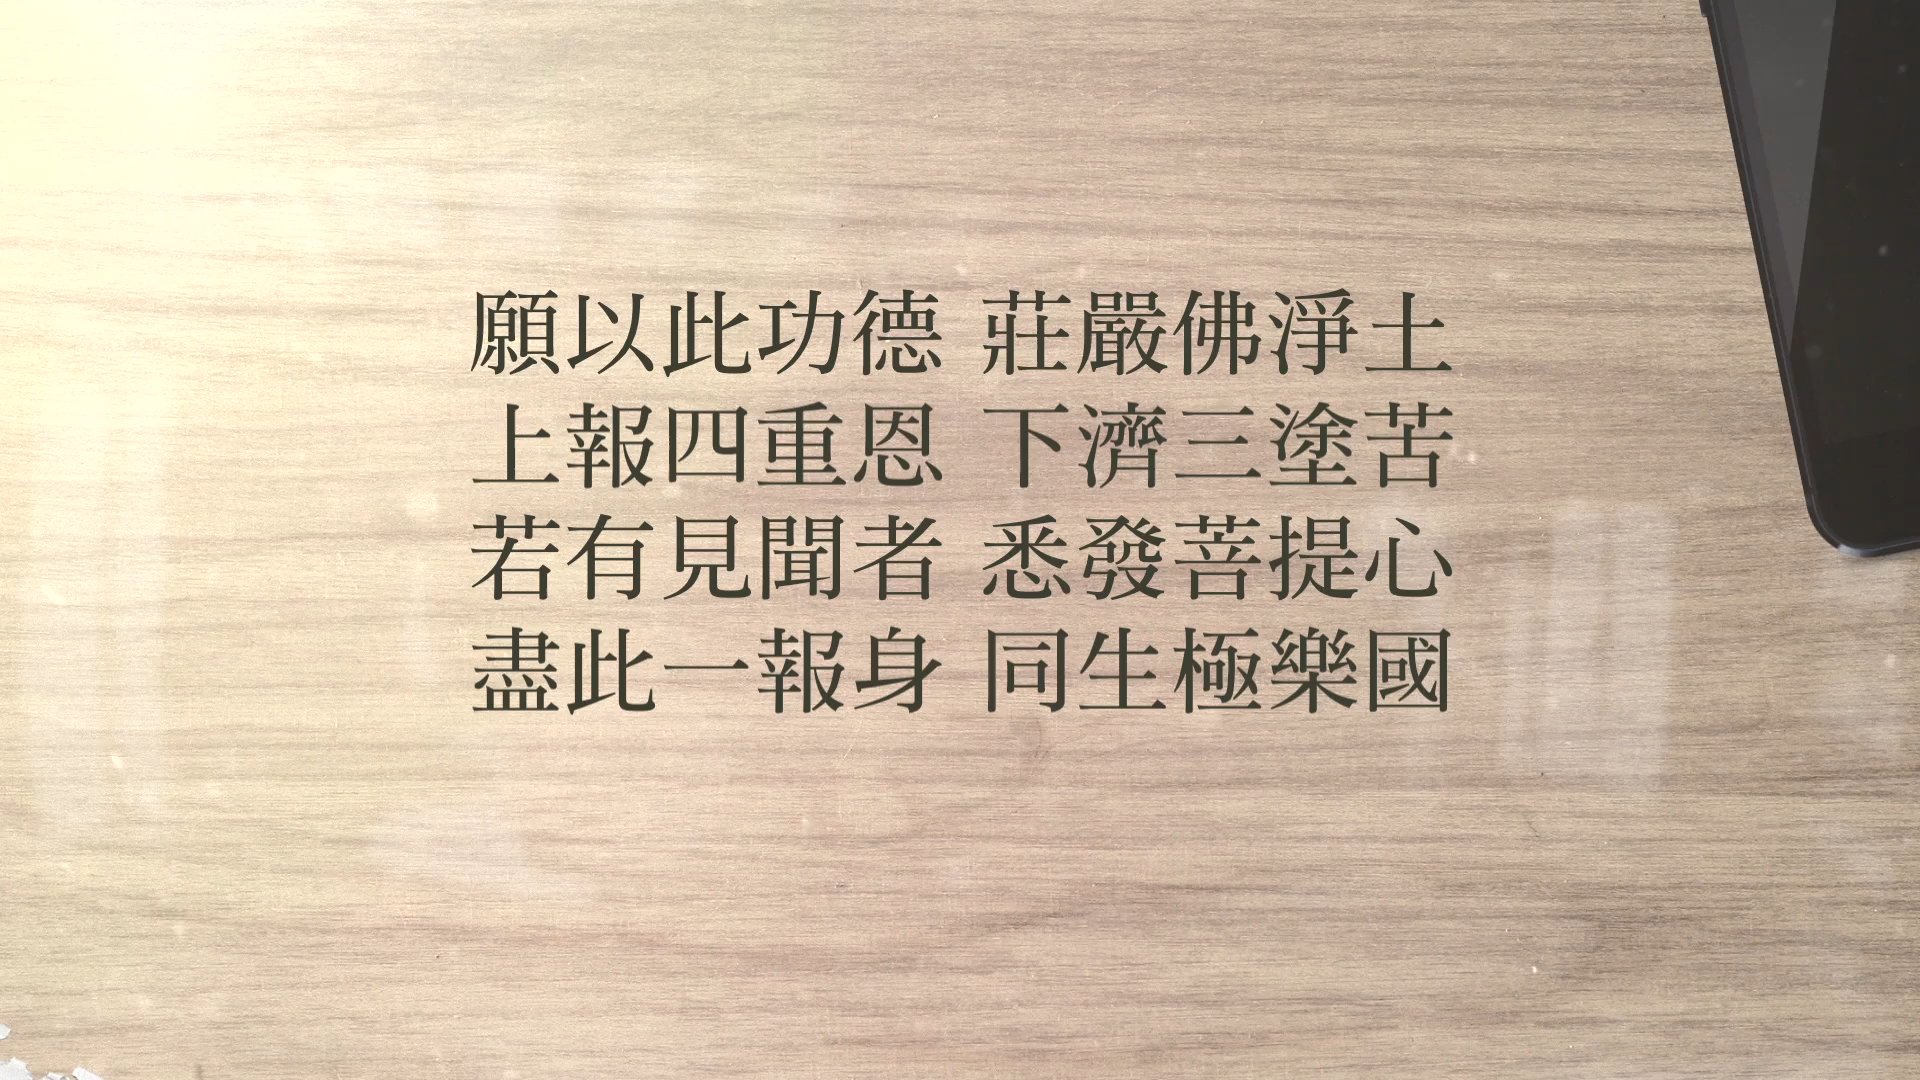 願以此功德 莊嚴佛淨土
上報四重恩 下濟三塗苦
若有見聞者 悉發菩提心
盡此一報身 同生極樂國